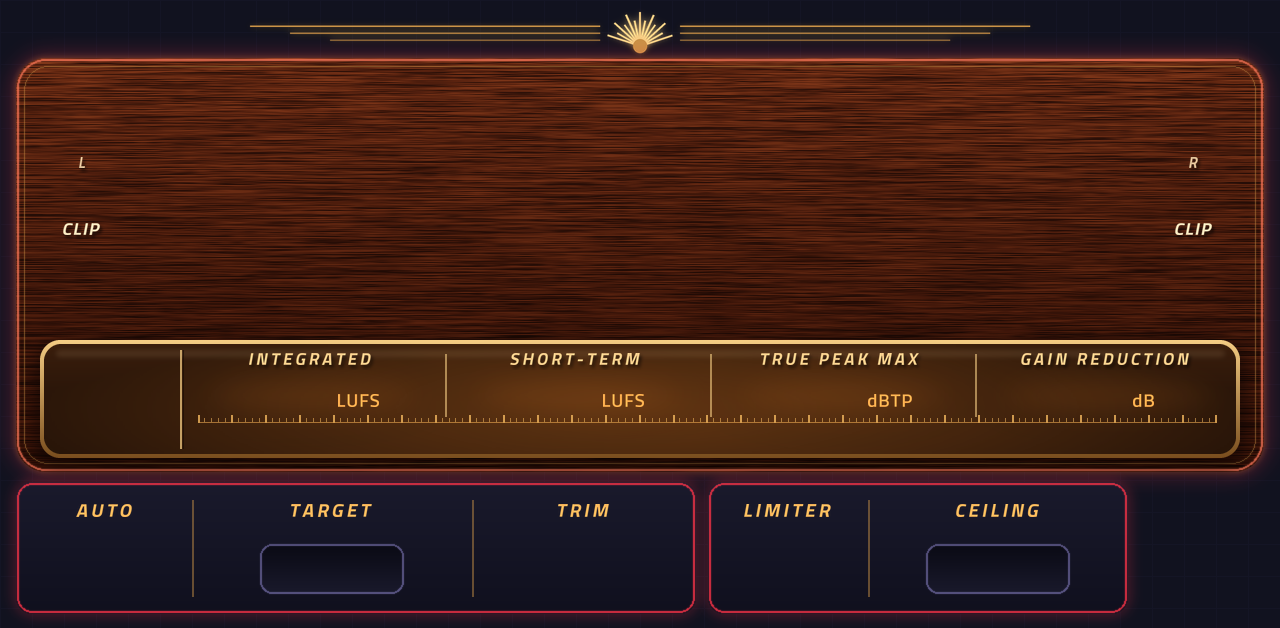 L
R
CLIP
CLIP
INTEGRATED
SHORT-TERM
TRUE PEAK MAX
GAIN REDUCTION
LUFS
LUFS
dBTP
dB
AUTO
TARGET
TRIM
LIMITER
CEILING